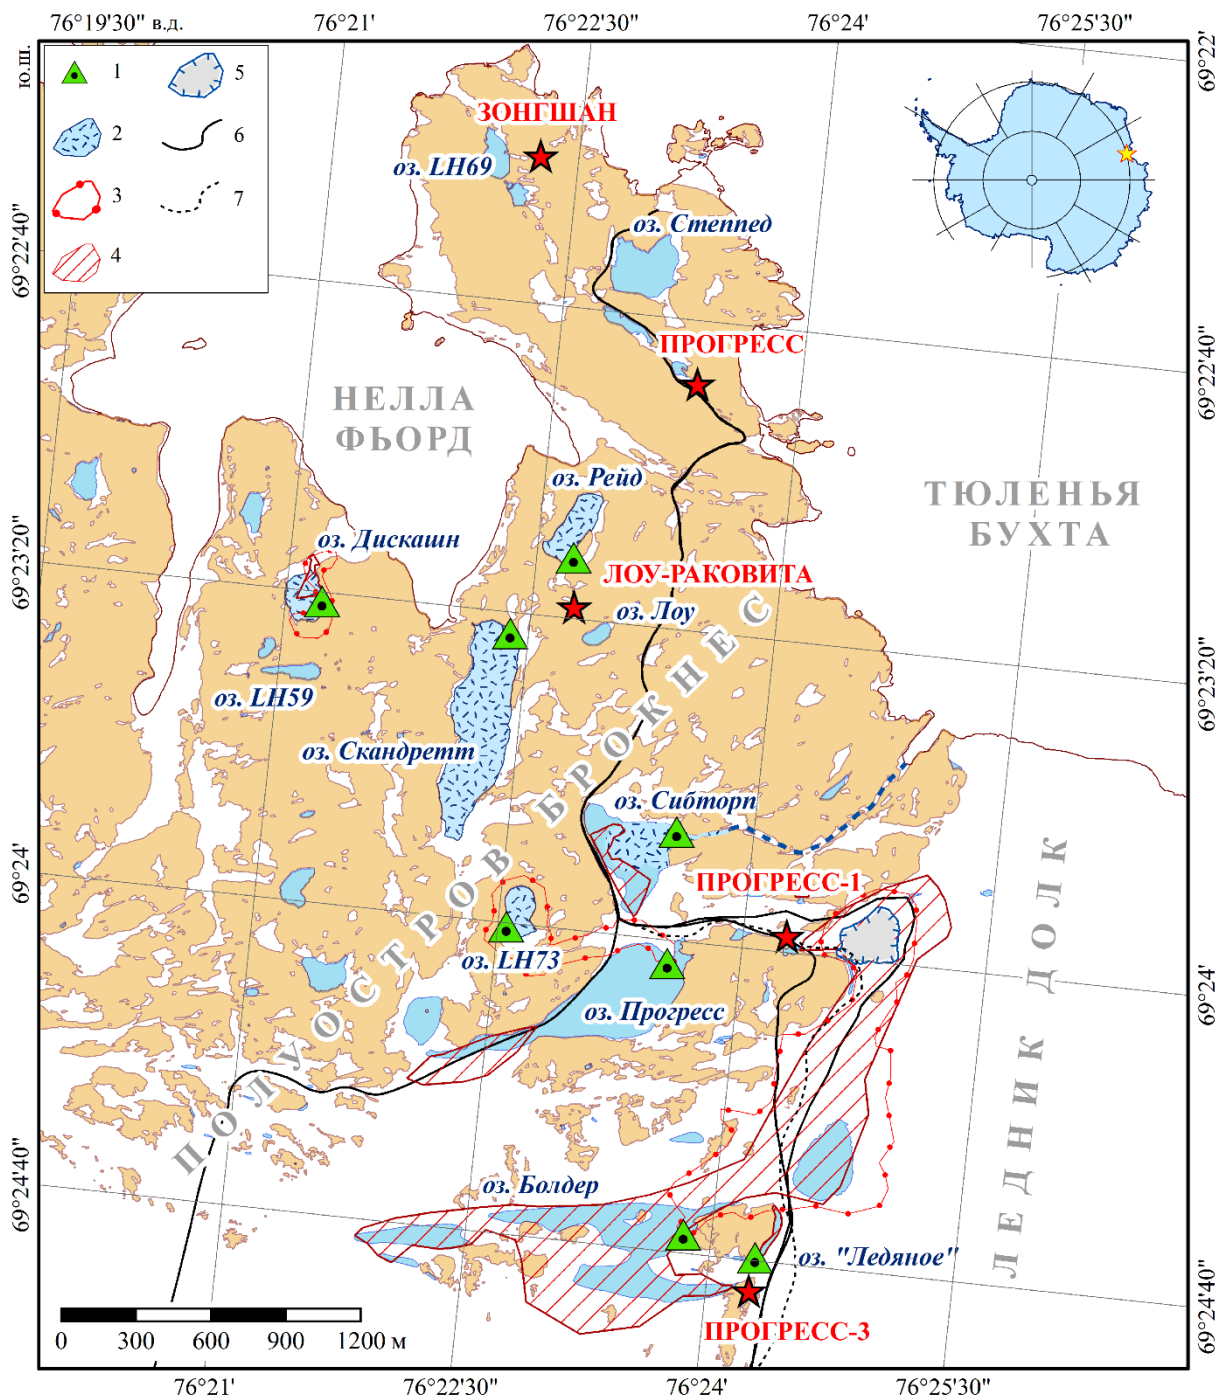 76°19'30" в.д.
76°21'
76°22'30"
76°24'
76°25'30"
ю.ш.
69°22'
1
5
2
6
3
7
4
ЗОНГШАН
оз. LH69
оз. Степпед
69°22'40"
69°22'40"
ПРОГРЕСС
НЕЛЛА
ФЬОРД
ТЮЛЕНЬЯ
БУХТА
оз. Рейд
оз. Дискашн
69°23'20"
ЛОУ-РАКОВИТА
оз. Лоу
69°23'20"
оз. LH59
оз. Скандретт
ПОЛУОСТРОВ БРОКНЕС
оз. Сибторп
69°24'
ПРОГРЕСС-1
ЛЕДНИК ДОЛК
оз. LH73
оз. Прогресс
69°24'
69°24'40"
оз. Болдер
оз. "Ледяное"
69°24'40"
ПРОГРЕСС-3
0 300 600 900 1200 м
76°21'
76°22'30"
76°24'
76°25'30"